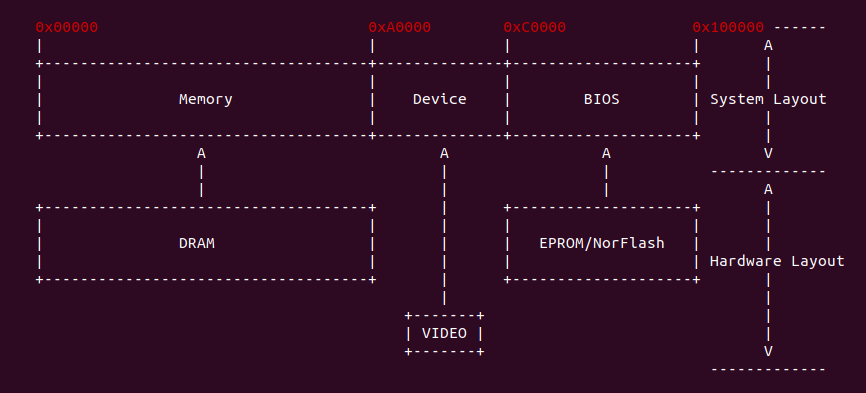 0x00000 0xA0000 0xC0000 0x100000 ------
| | | | A
+------------------------------------+--------------+--------------------+ |
| | | | |
| Memory | Device | BIOS | System Layout
| | | | |
+------------------------------------+--------------+--------------------+ |
A A A V
| | | -------------
| | | A
+------------------------------------+ | +--------------------+ |
| | | | | |
| DRAM | | | EPROM/NorFlash | |
| | | | | Hardware Layout
+------------------------------------+ | +--------------------+ |
| |
+-------+ |
| VIDEO | |
+-------+ V
-------------